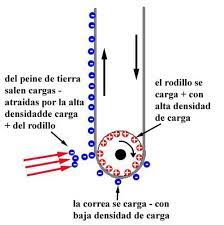 del peine de tierra
salen cargas -
atraidas por la alta
densidadde carga
+ del rodillo
el rodillo se
carga + con
alta densidad
de carga
la correa se carga - con
baja densidad de carga